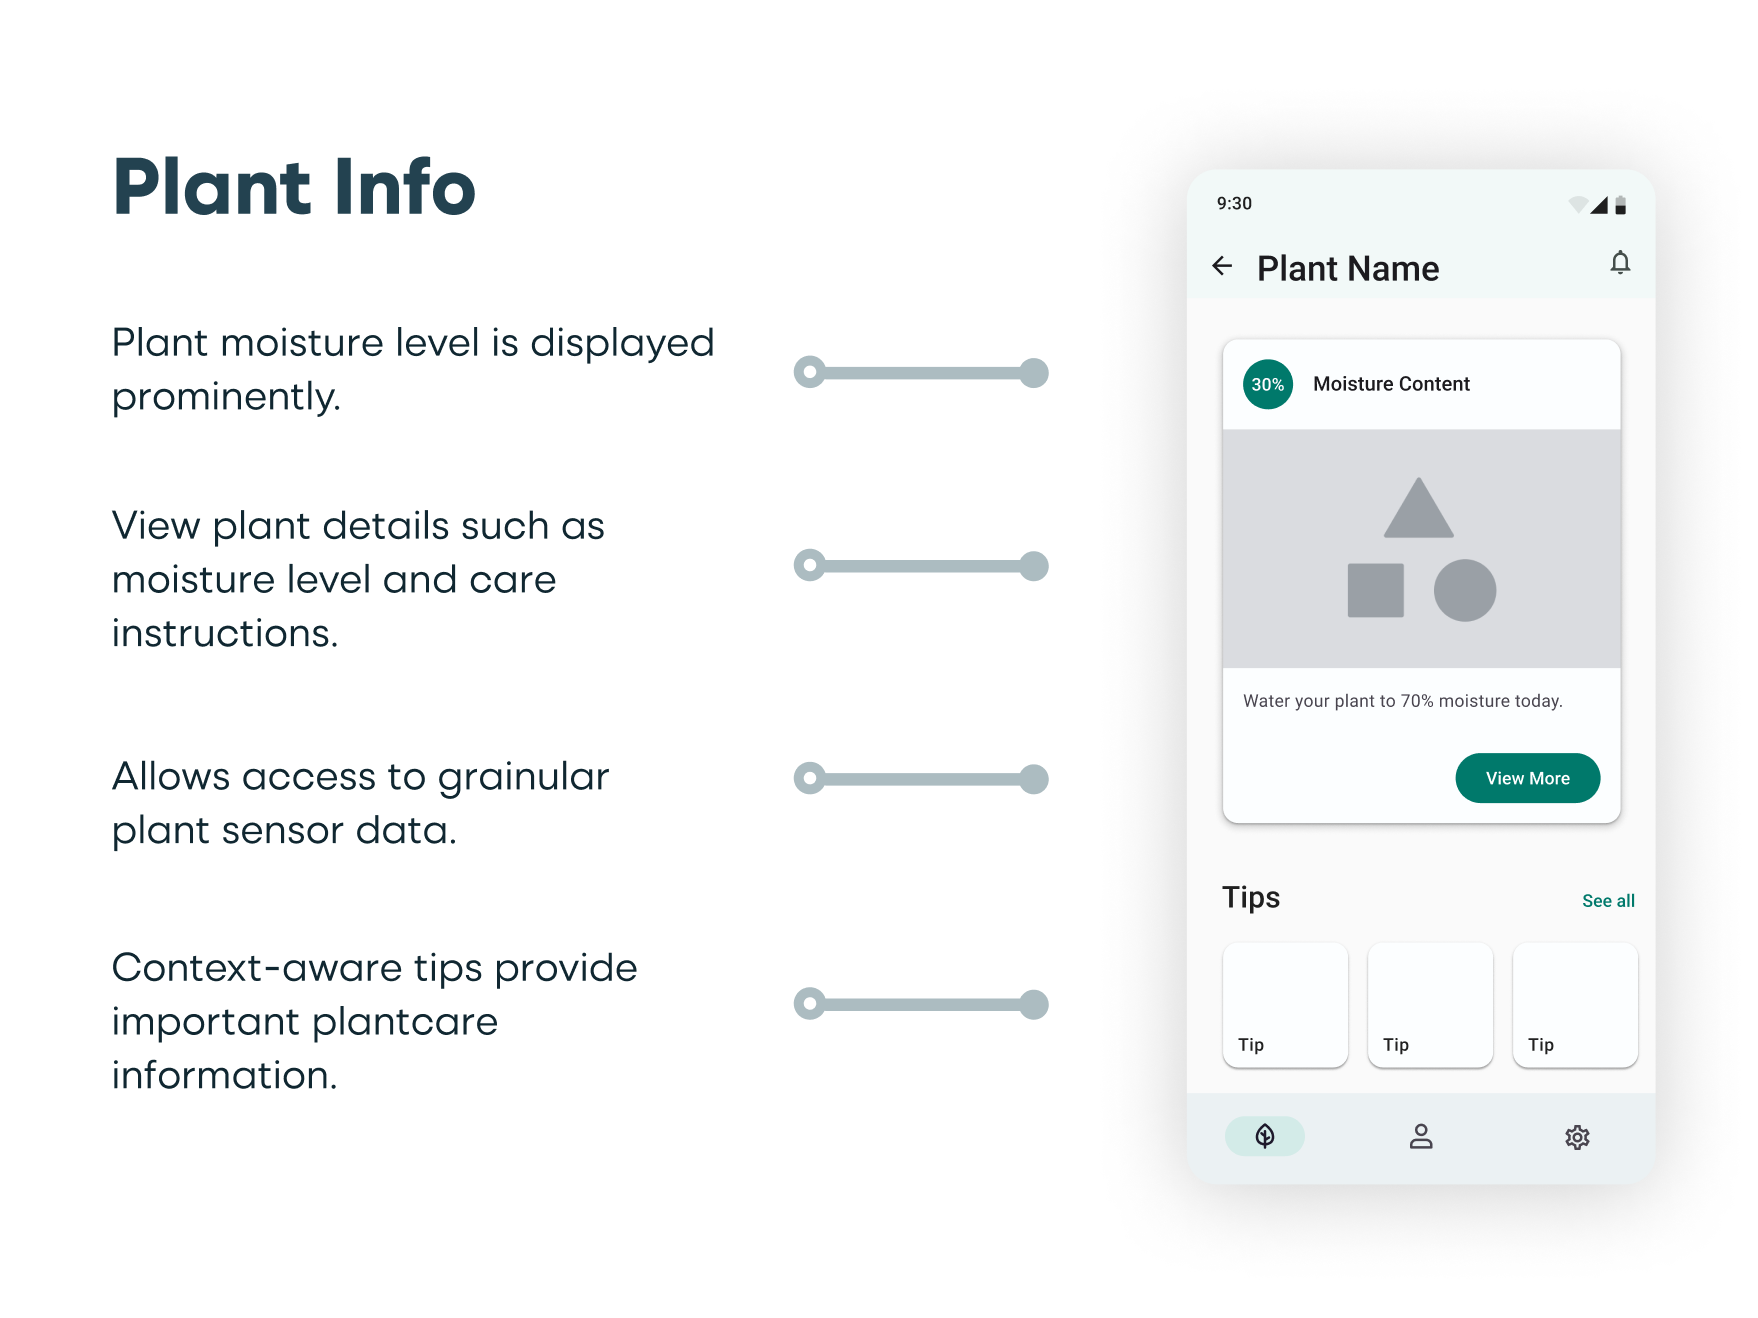 Plant Info
Plant moisture level is displayed
prominently.
View plant details such as
moisture level and care
instructions.
Allows access to grainular
plant sensor data.
Context-aware tips provide
important plantcare
information.
9:30
Plant Name
30% Moisture Content
Water your plant to 70% moisture today.
View More
Tips See all
Tip Tip Tip